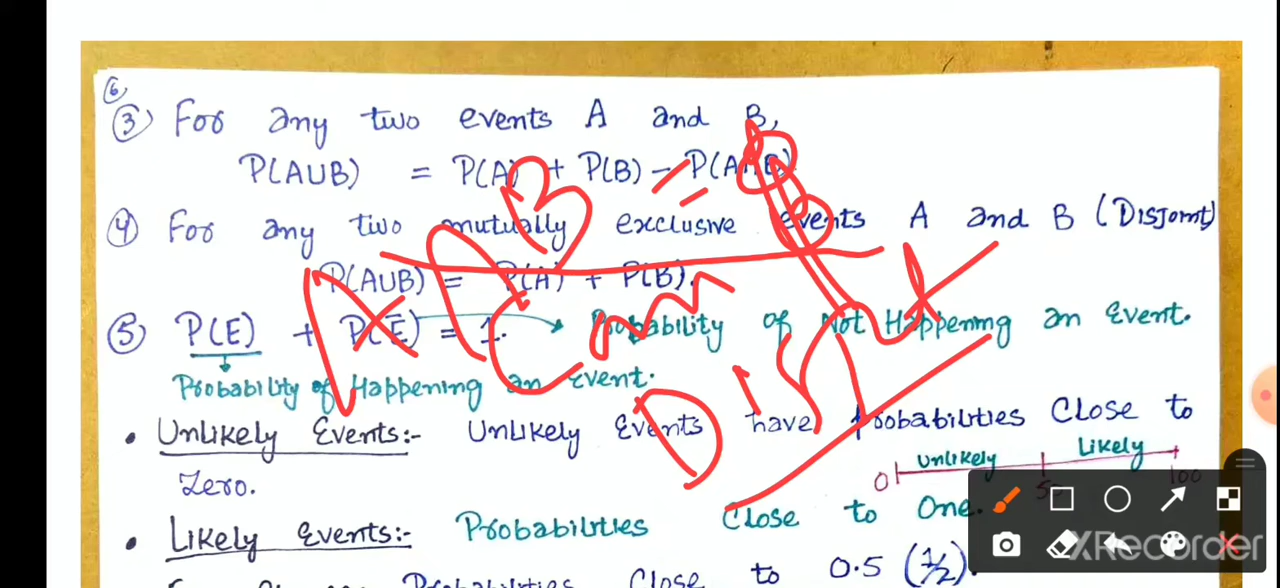 ⑥
③ For any two events A and B,
P(AUB) = P(A) + P(B) - P(A∩B)
④ For any two mutually exclusive events A and B (Disjoint)
P(AUB) = P(A) + P(B).
⑤ P(E) + P(E̅) = 1. Probability of Not Happening an Event.
Probability of Happening an Event.
A∩B = φ
Disjt
• Unlikely Events:- Unlikely Events have Probabilities Close to
Zero.
0 Unlikely 50 Likely 100
• Likely Events:- Probabilities Close to One.
Probabilities Close to 0.5 (1/2).
XRecorder